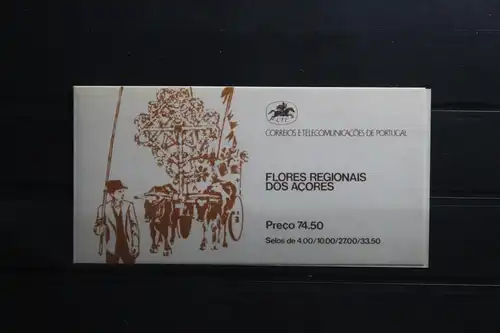 CTT
CORREIOS E TELECOMUNICAÇÕES DE PORTUGAL
FLORES REGIONAIS
DOS AÇORES
Preço 74.50
Selos de 4.00/10.00/27.00/33.50